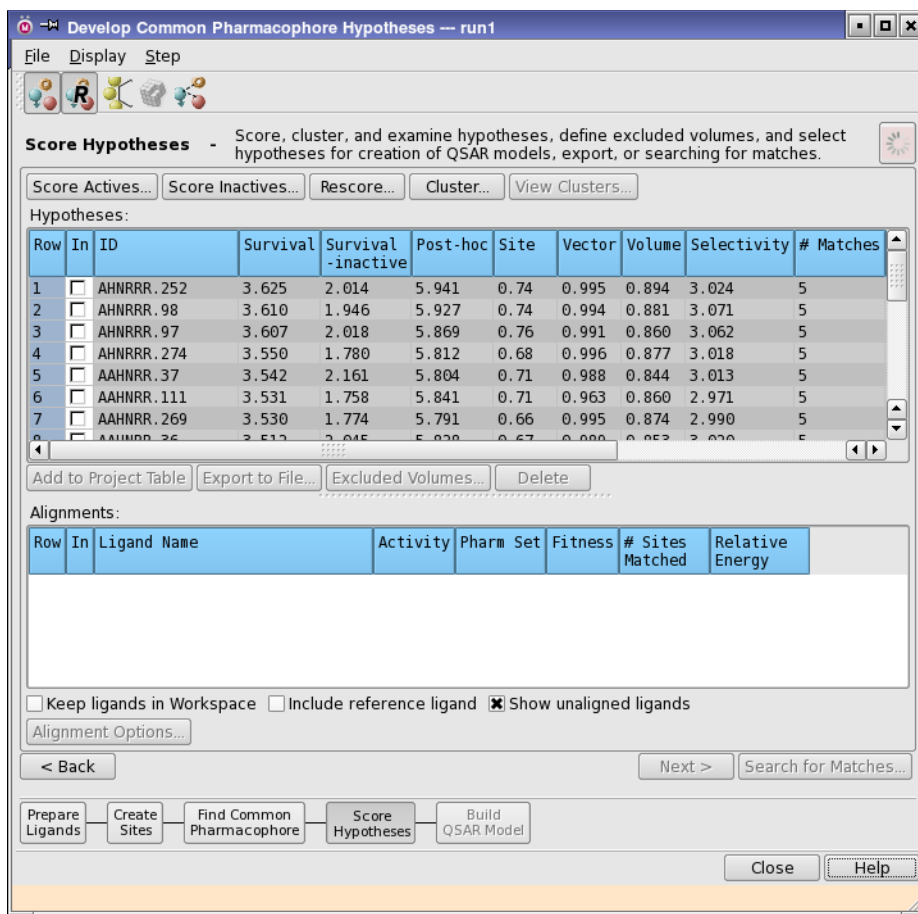 Develop Common Pharmacophore Hypotheses --- run1
File Display Step
Score Hypotheses - Score, cluster, and examine hypotheses, define excluded volumes, and select
hypotheses for creation of QSAR models, export, or searching for matches.
Score Actives... Score Inactives... Rescore... Cluster... View Clusters...
Hypotheses:
Row In ID Survival Survival Post-hoc Site Vector Volume Selectivity # Matches
-inactive
1 AHNRRR.252 3.625 2.014 5.941 0.74 0.995 0.894 3.024 5
2 AHNRRR.98 3.610 1.946 5.927 0.74 0.994 0.881 3.071 5
3 AHNRRR.97 3.607 2.018 5.869 0.76 0.991 0.860 3.062 5
4 AHNRRR.274 3.550 1.780 5.812 0.68 0.996 0.877 3.018 5
5 AAHNRR.37 3.542 2.161 5.804 0.71 0.988 0.844 3.013 5
6 AAHNRR.111 3.531 1.758 5.841 0.71 0.963 0.860 2.971 5
7 AAHNRR.269 3.530 1.774 5.791 0.66 0.995 0.874 2.990 5
Add to Project Table Export to File... Excluded Volumes... Delete
Alignments:
Row In Ligand Name Activity Pharm Set Fitness # Sites Relative
Matched Energy
Keep ligands in Workspace Include reference ligand Show unaligned ligands
Alignment Options...
< Back Next > Search for Matches...
Prepare Create Find Common Score Build
Ligands Sites Pharmacophore Hypotheses QSAR Model
Close Help